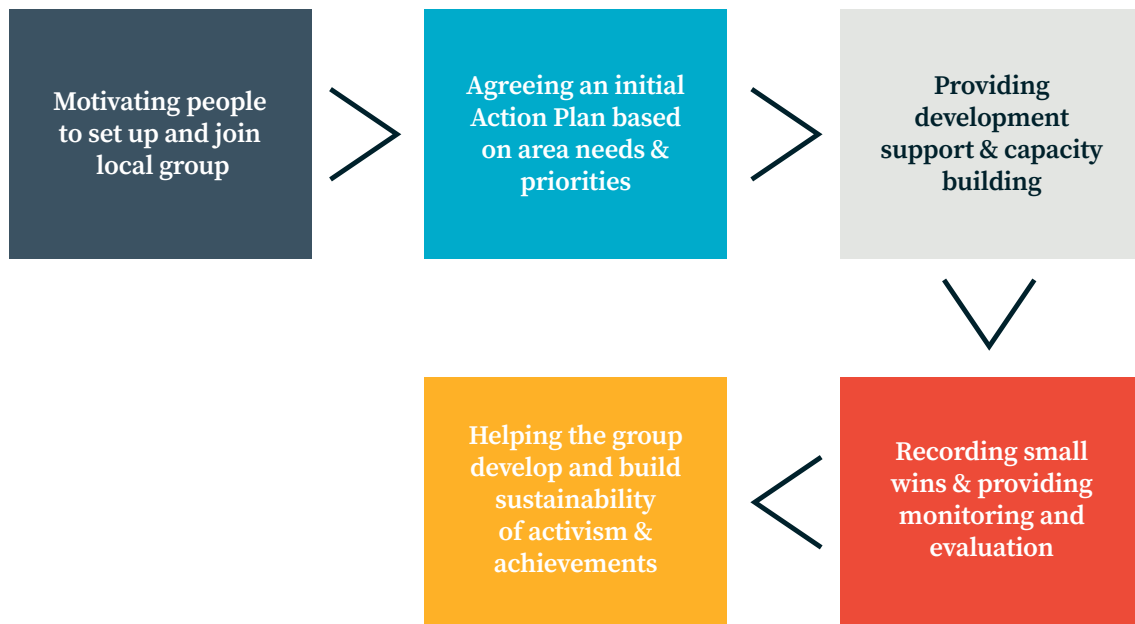 Motivating people
to set up and join
local group
Agreeing an initial
Action Plan based
on area needs &
priorities
Providing
development
support & capacity
building
Recording small
wins & providing
monitoring and
evaluation
Helping the group
develop and build
sustainability
of activism &
achievements